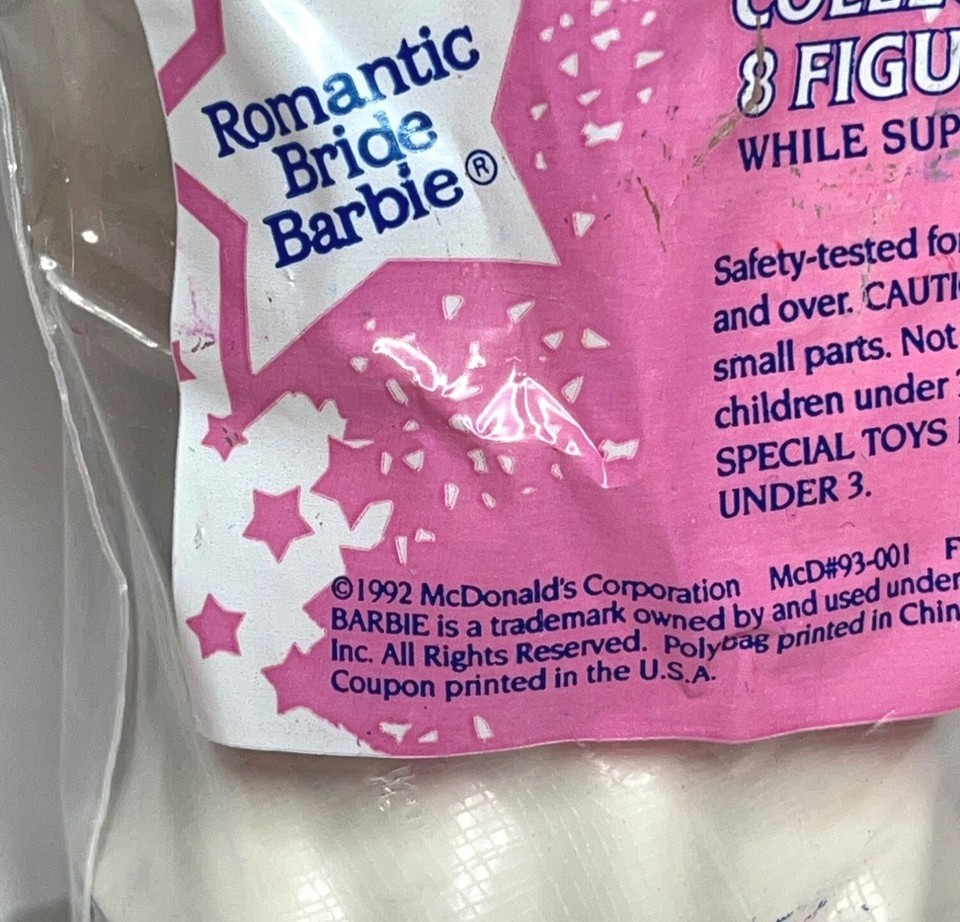 Romantic
Bride
Barbie®
8 FIGU
WHILE SUP
Safety-tested fo
and over. CAUTI
small parts. Not
children under
SPECIAL TOYS
UNDER 3.
©1992 McDonald's Corporation McD#93-001 F
BARBIE is a trademark owned by and used under
Inc. All Rights Reserved. Polybag printed in Chin
Coupon printed in the U.S.A.